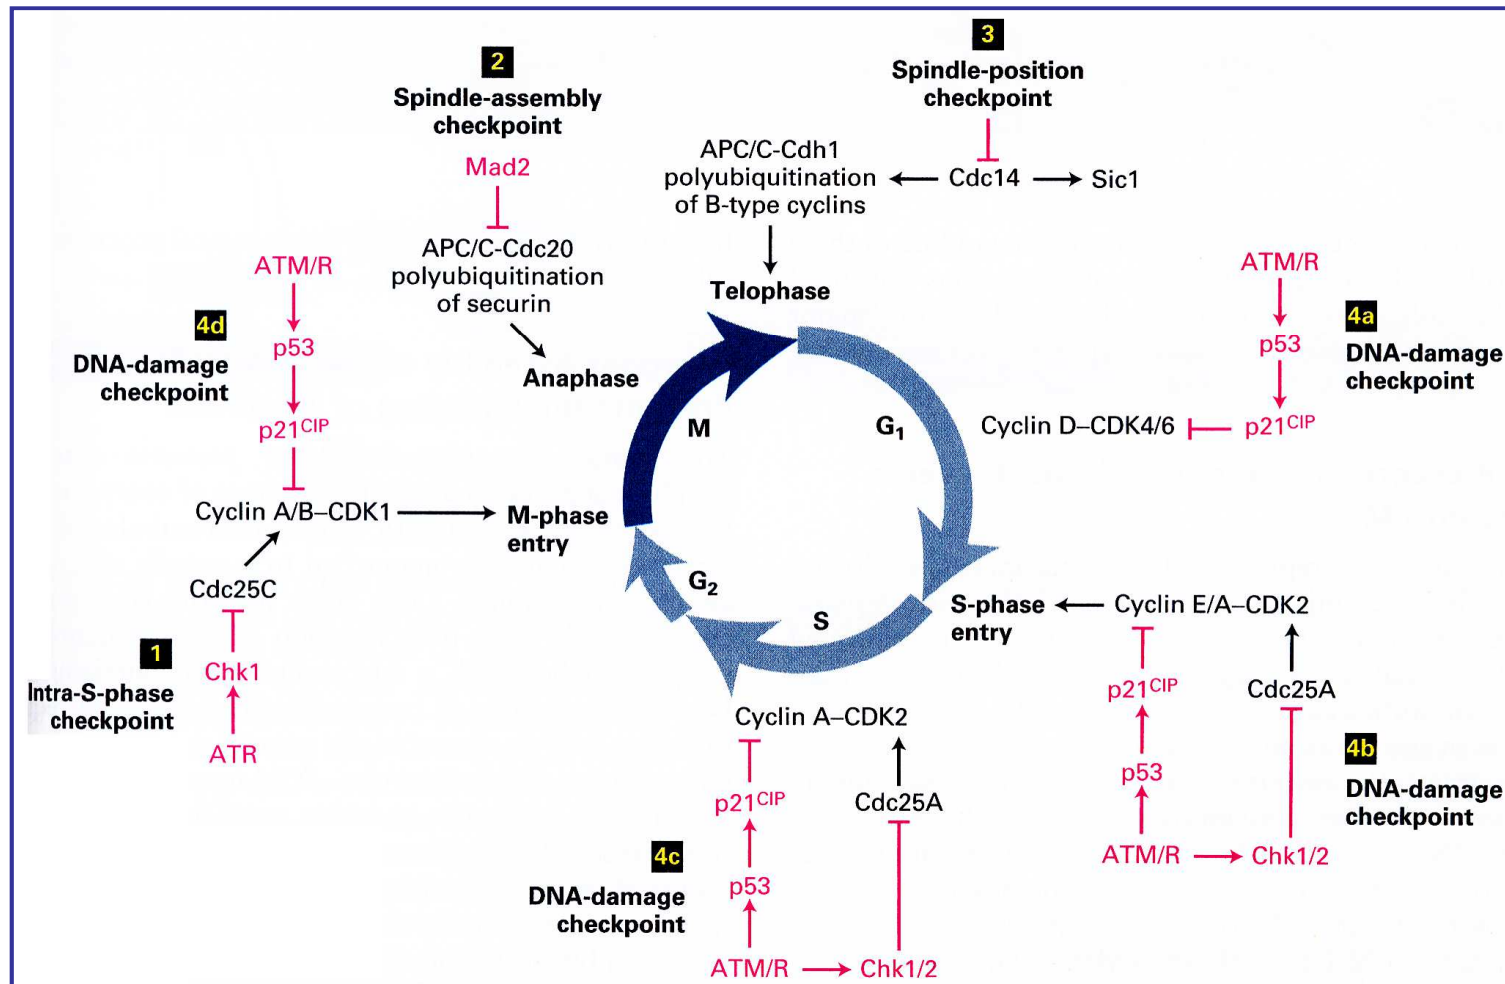 3
Spindle-position
checkpoint
2
Spindle-assembly
checkpoint
Mad2
APC/C-Cdc20
polyubiquitination
of securin
Anaphase
APC/C-Cdh1
polyubiquitination
of B-type cyclins
Cdc14
Sic1
Telophase
ATM/R
4d
DNA-damage
checkpoint
p53
p21CIP
Cyclin A/B–CDK1
M-phase
entry
Cdc25C
1
Intra-S-phase
checkpoint
Chk1
ATR
M
G1
G2
S
ATM/R
4a
DNA-damage
checkpoint
p53
Cyclin D–CDK4/6
p21CIP
S-phase
entry
Cyclin E/A–CDK2
p21CIP
Cdc25A
4b
DNA-damage
checkpoint
p53
ATM/R
Chk1/2
Cyclin A–CDK2
p21CIP
Cdc25A
4c
DNA-damage
checkpoint
p53
ATM/R
Chk1/2